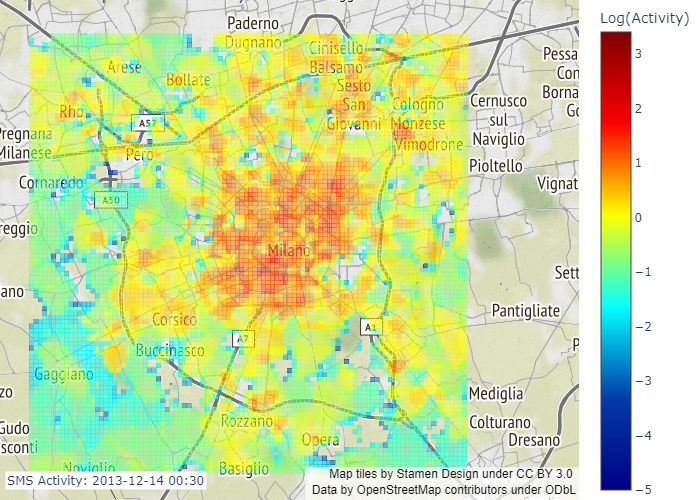 Log(Activity)
3
2
1
0
−1
−2
−3
−4
−5
Paderno
Dugnano
Cinisello
Balsamo
Arese
Bollate
Sesto
San
Giovanni
Cologno
Monzese
Vimodrone
Cernusco
sul
Naviglio
Pioltello
Pessa
Con
Borna
Go
Rho
A52
Pero
Pregnana
Milanese
Cornaredo
A50
reggio
Vignat
Milano
Sett
ano
Pantigliate
Corsico
A1
A7
Buccinasco
P
Gaggiano
zo
Mediglia
Rozzano
Colturano
Gudo
sconti
Opera
Dresano
Noviglio
Basiglio
SMS Activity: 2013-12-14 00:30
Map tiles by Stamen Design under CC BY 3.0
Data by OpenStreetMap contributors under ODbL